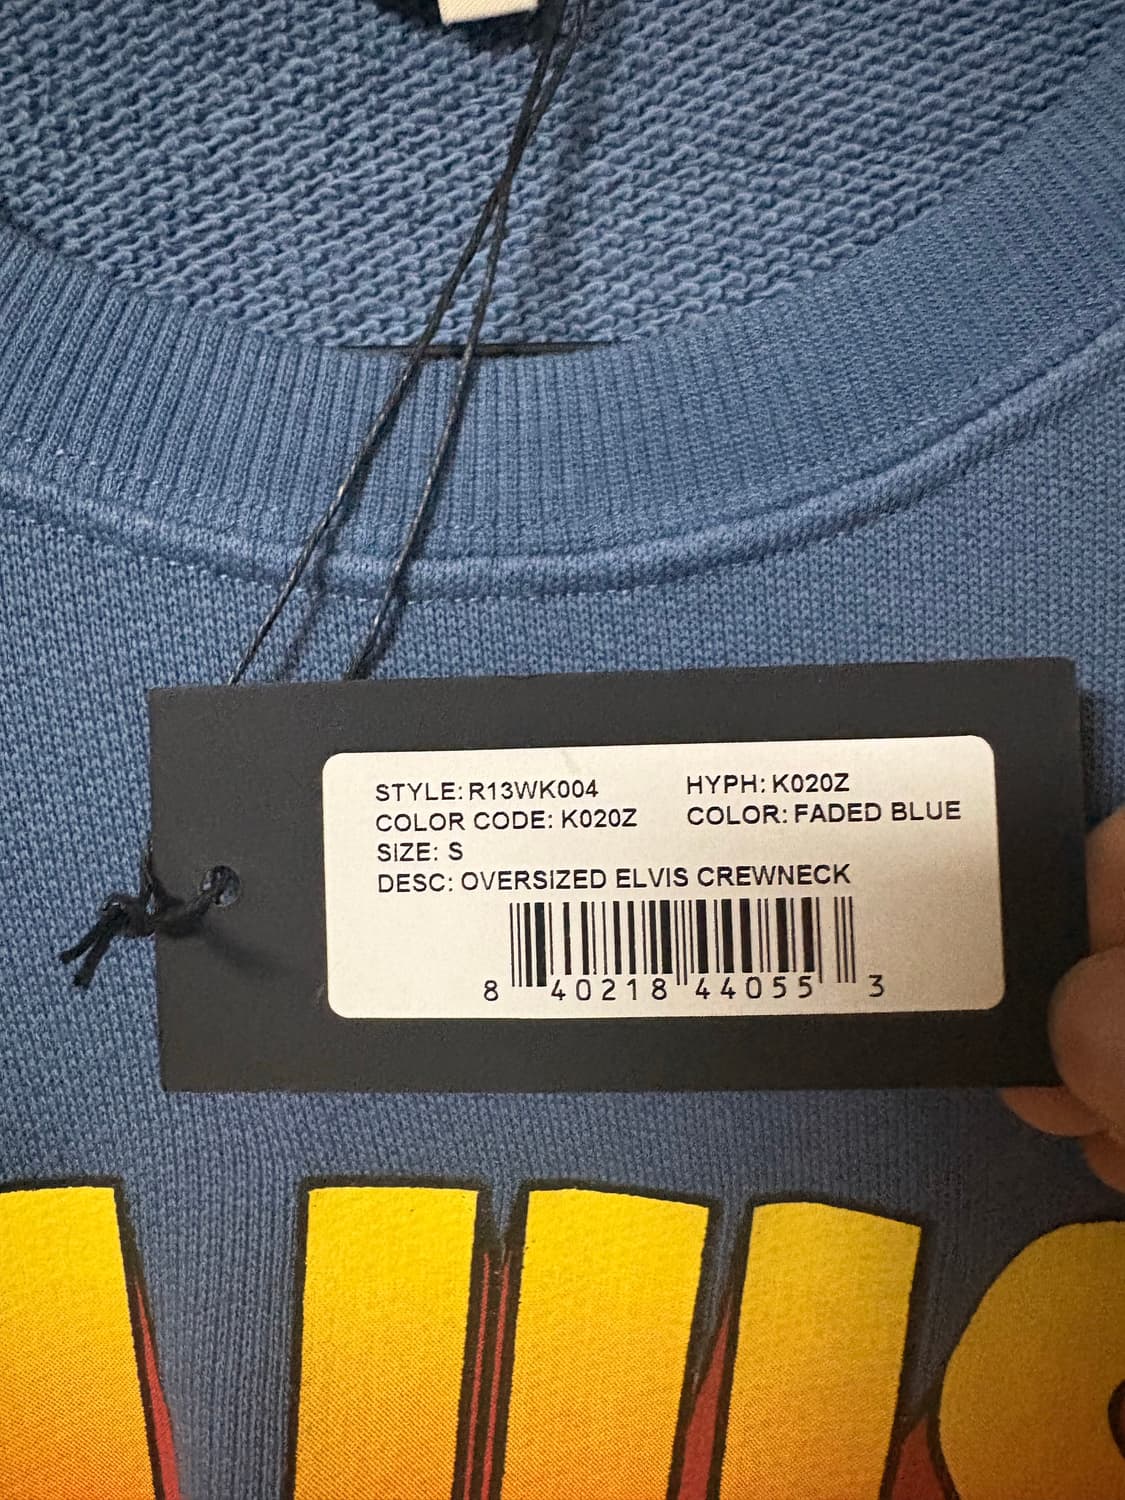 STYLE: R13WK004 HYPH: K020Z
COLOR CODE: K020Z COLOR: FADED BLUE
SIZE: S
DESC: OVERSIZED ELVIS CREWNECK
8 40218 44055 3